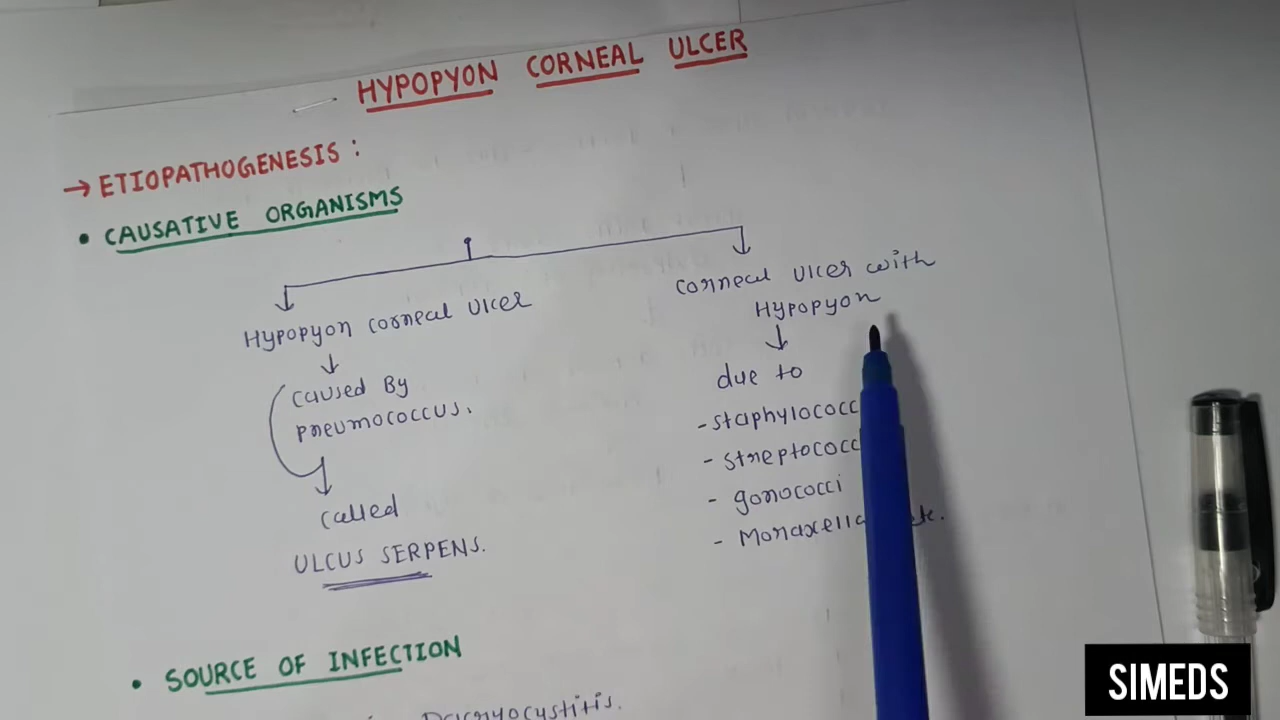 HYPOPYON CORNEAL ULCER
→ ETIOPATHOGENESIS :
• CAUSATIVE ORGANISMS
Hypopyon corneal ulcer
caused By
pneumococcus.
called
ULCUS SERPENS.
corneal ulcer with
Hypopyon
due to
- staphylococc
- streptococc
- gonococci
- Moraxella etc.
• SOURCE OF INFECTION
Dacryocystitis.
SIMEDS